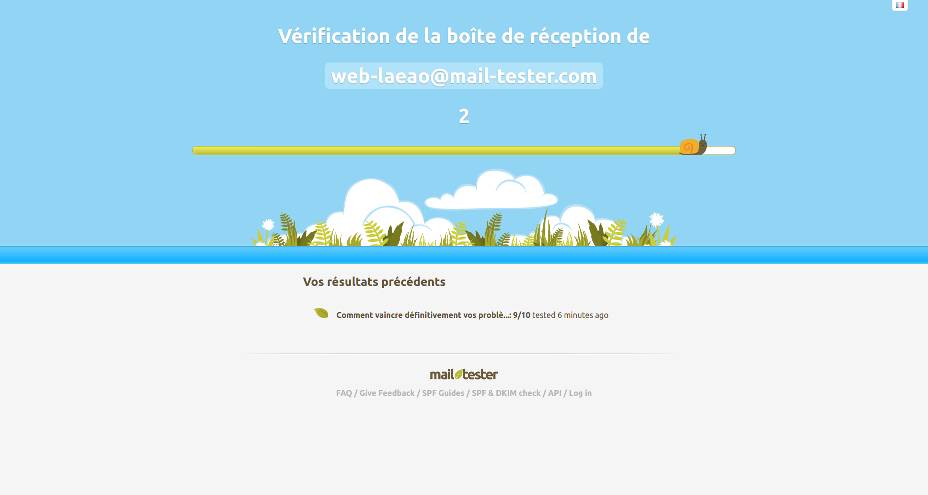 Vérification de la boîte de réception de
web-laeao@mail-tester.com
2
Vos résultats précédents
Comment vaincre définitivement vos problè...: 9/10 tested 6 minutes ago
mail tester
FAQ / Give Feedback / SPF Guides / SPF & DKIM check / API / Log in